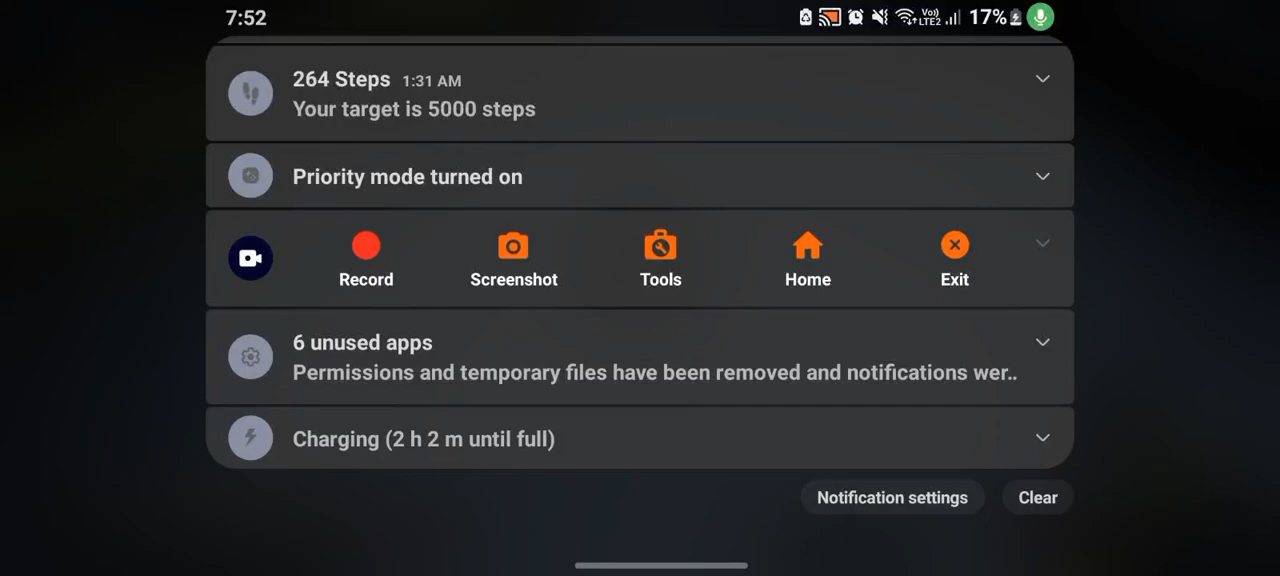 7:52
Vo)) LTE2 17%
264 Steps 1:31 AM
Your target is 5000 steps
Priority mode turned on
Record Screenshot Tools Home Exit
6 unused apps
Permissions and temporary files have been removed and notifications wer..
Charging (2 h 2 m until full)
Notification settings Clear